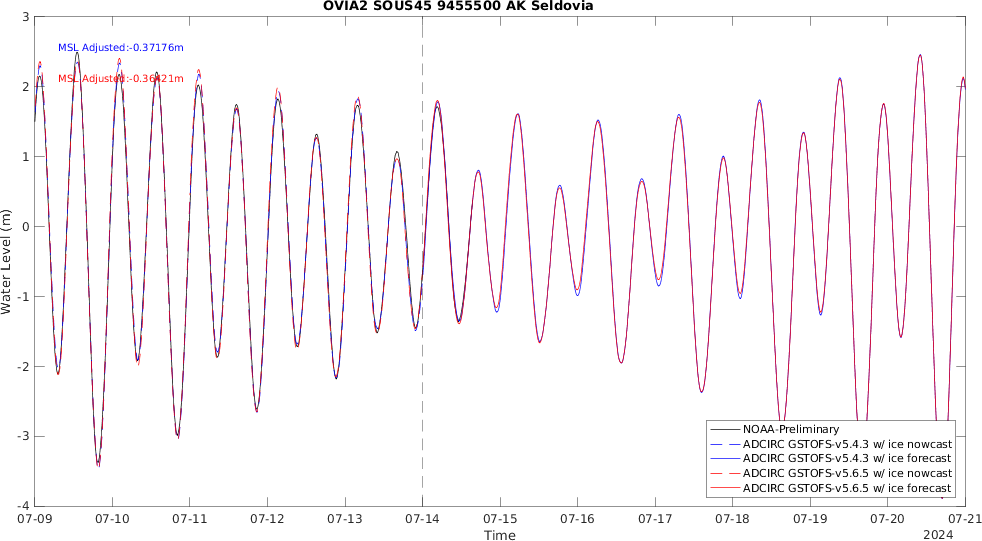 OVIA2 SOUS45 9455500 AK Seldovia
3
2
1
0
-1
-2
-3
-4
Water Level (m)
MSL Adjusted:-0.37176m
MSL
NOAA-Preliminary
ADCIRC GSTOFS-v5.4.3 w/ ice nowcast
ADCIRC GSTOFS-v5.4.3 w/ ice forecast
ADCIRC GSTOFS-v5.6.5 w/ ice nowcast
ADCIRC GSTOFS-v5.6.5 w/ ice forecast
07-09 07-10 07-11 07-12 07-13 07-14 07-15 07-16 07-17 07-18 07-19 07-20 07-21
Time
2024